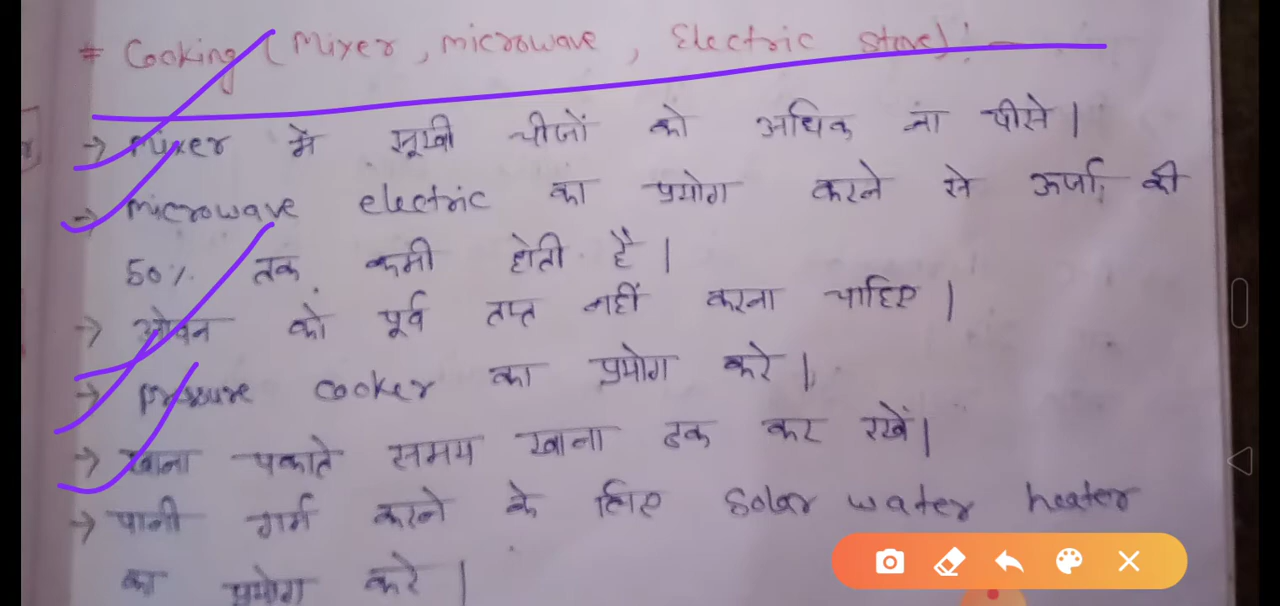 # Cooking (Mixer, microwave, Electric Stove):-
→ Mixer मे सूखी चीजों को अधिक ना पीसे।
→ microwave electric का प्रयोग करने से ऊर्जा की
50% तक कमी होती है।
→ ओवन को पूर्व तप्त नहीं करना चाहिए।
→ pressure cooker का प्रयोग करे।
→ खाना पकाते समय खाना ढक कर रखें।
→ पानी गर्म करने के लिए Solar water heater
का प्रयोग करे।